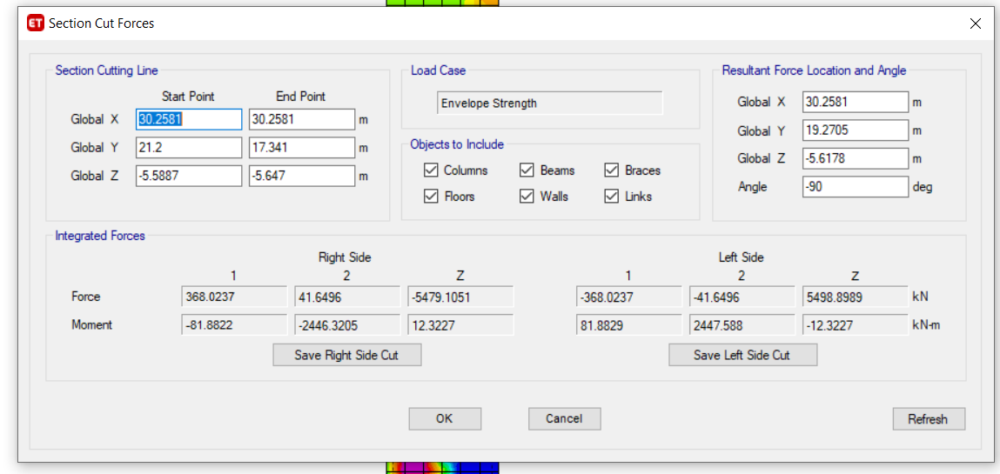 ET Section Cut Forces
Section Cutting Line
Start Point End Point
Global X 30.2581 30.2581 m
Global Y 21.2 17.341 m
Global Z -5.5887 -5.647 m
Load Case
Envelope Strength
Objects to Include
Columns Beams Braces
Floors Walls Links
Resultant Force Location and Angle
Global X 30.2581 m
Global Y 19.2705 m
Global Z -5.6178 m
Angle -90 deg
Integrated Forces
Right Side Left Side
1 2 Z 1 2 Z
Force 368.0237 41.6496 -5479.1051 -368.0237 -41.6496 5498.8989 kN
Moment -81.8822 -2446.3205 12.3227 81.8829 2447.588 -12.3227 kN-m
Save Right Side Cut Save Left Side Cut
OK Cancel Refresh